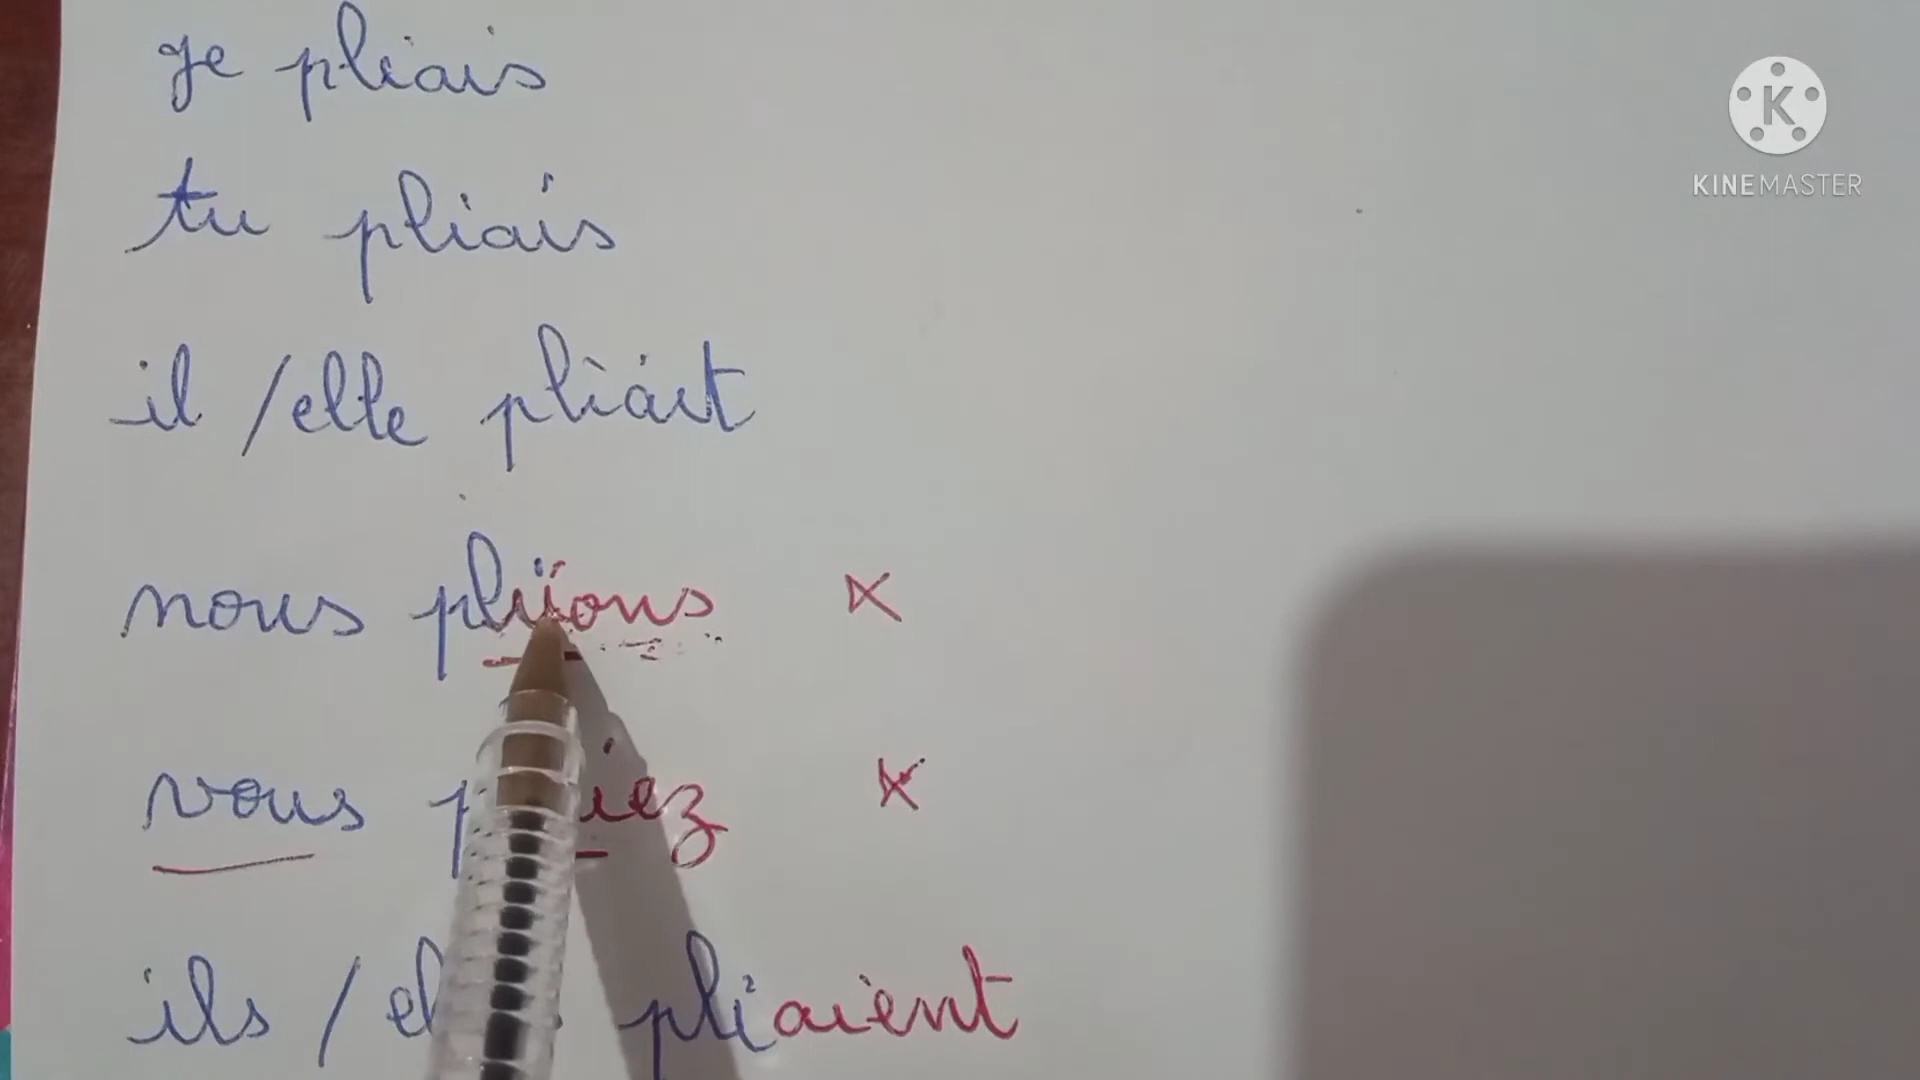 je pliais
KINEMASTER
tu pliais
il /elle pliait
nous pliions x
vous x
ils / pliaient